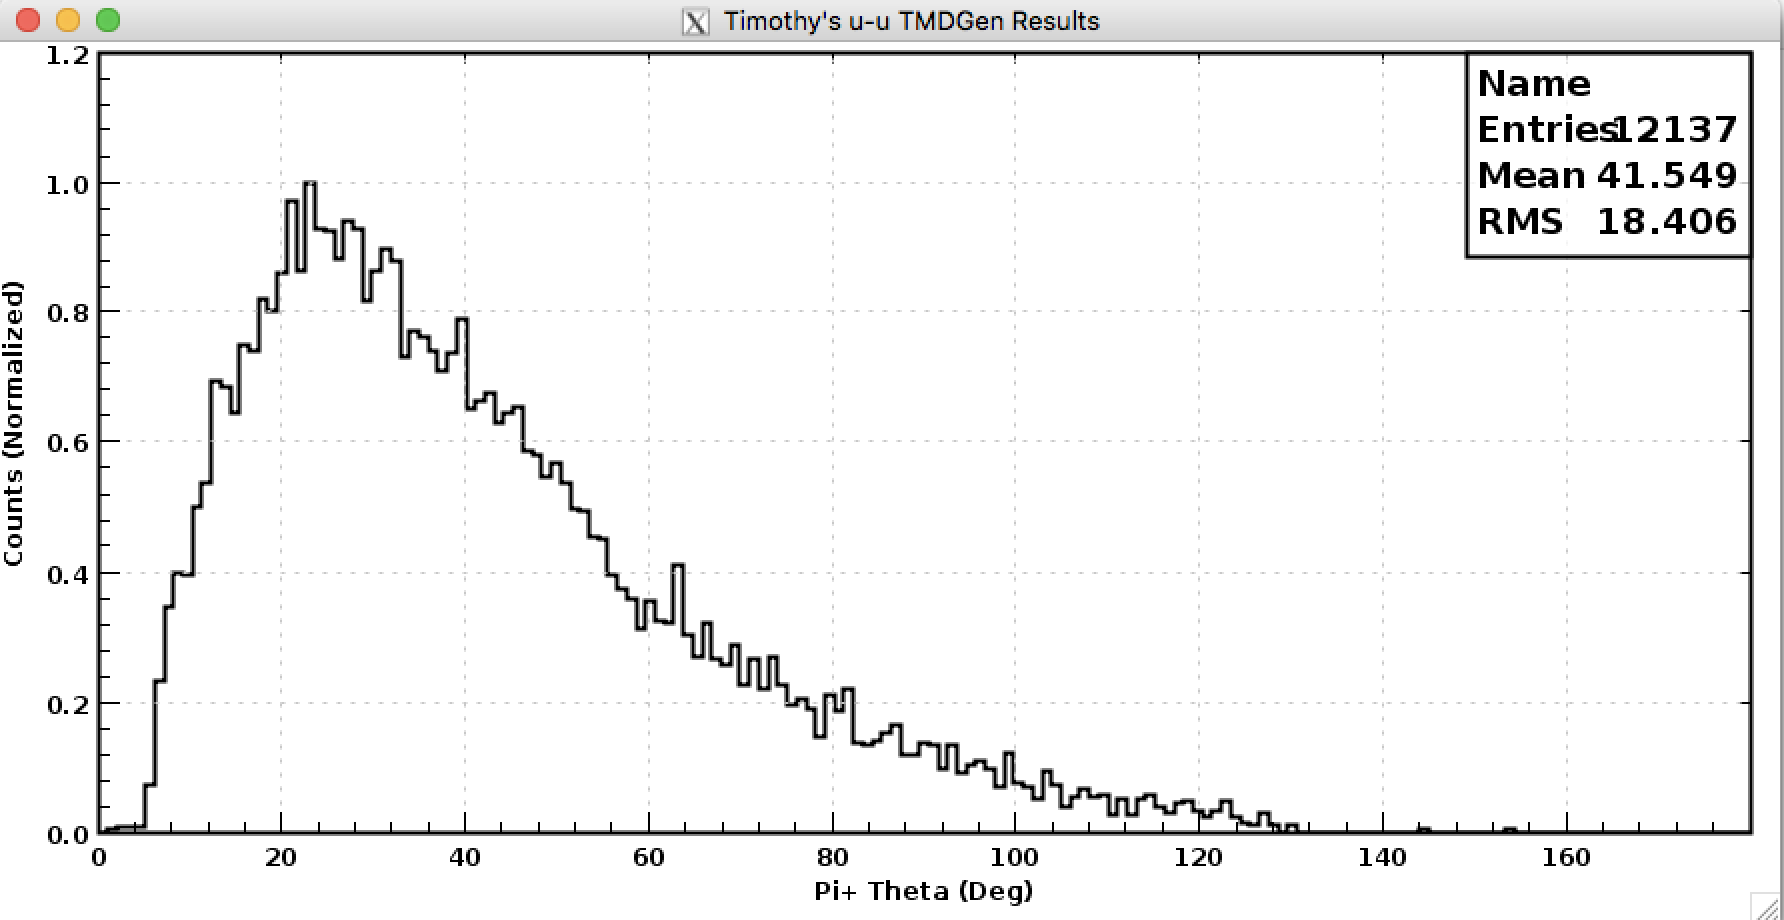 Timothy's u-u TMDGen Results
1.2
1.0
0.8
0.6
0.4
0.2
0.0
Counts (Normalized)
Name
Entries 12137
Mean 41.549
RMS 18.406
0 20 40 60 80 100 120 140 160
Pi+ Theta (Deg)